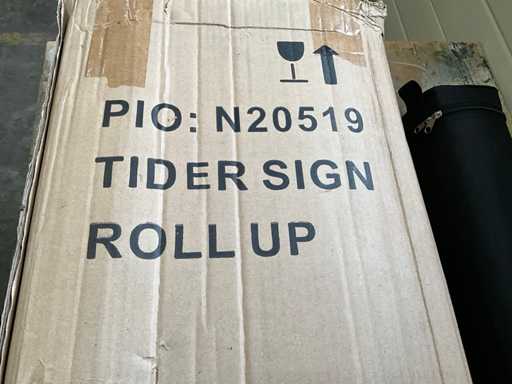 PIO: N20519
TIDER SIGN
ROLL UP